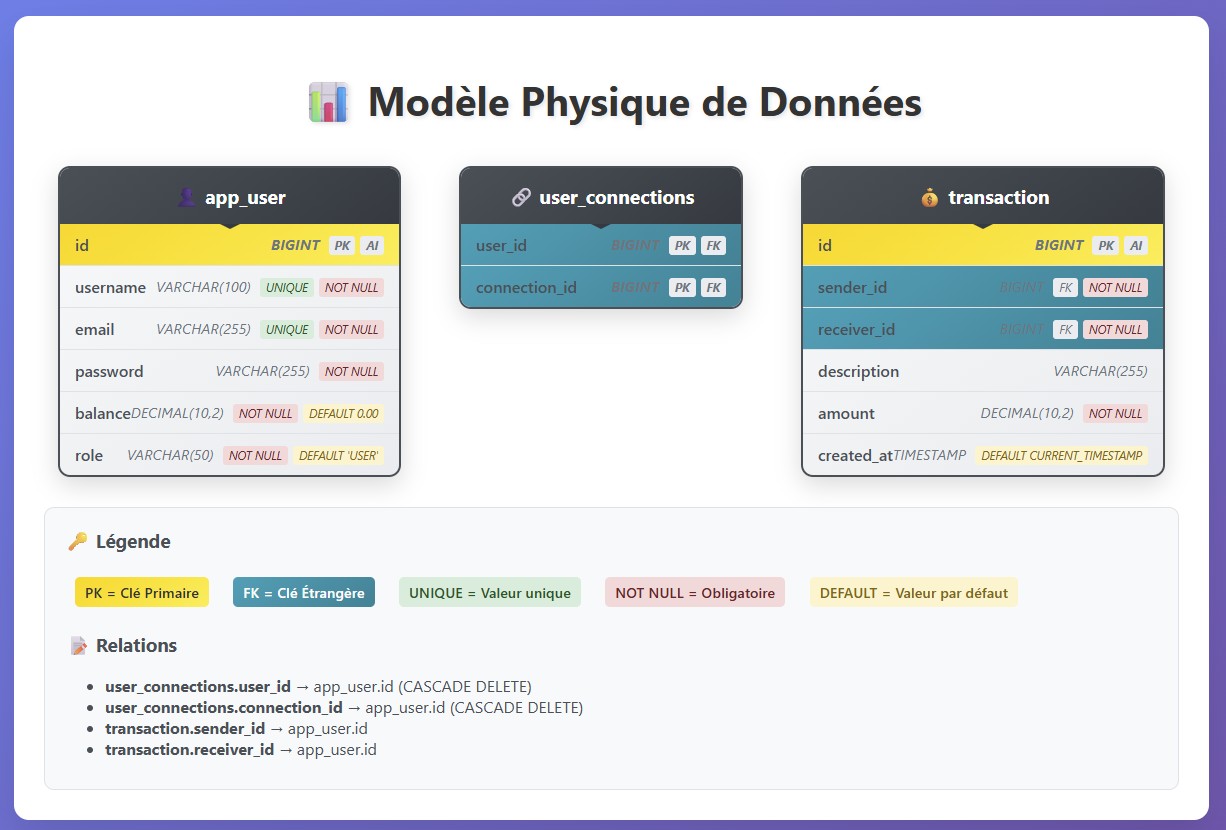 Modèle Physique de Données
app_user
id BIGINT PK AI
username VARCHAR(100) UNIQUE NOT NULL
email VARCHAR(255) UNIQUE NOT NULL
password VARCHAR(255) NOT NULL
balance DECIMAL(10,2) NOT NULL DEFAULT 0.00
role VARCHAR(50) NOT NULL DEFAULT 'USER'
user_connections
user_id BIGINT PK FK
connection_id BIGINT PK FK
transaction
id BIGINT PK AI
sender_id BIGINT FK NOT NULL
receiver_id BIGINT FK NOT NULL
description VARCHAR(255)
amount DECIMAL(10,2) NOT NULL
created_at TIMESTAMP DEFAULT CURRENT_TIMESTAMP
Légende
PK = Clé Primaire FK = Clé Étrangère UNIQUE = Valeur unique NOT NULL = Obligatoire DEFAULT = Valeur par défaut
Relations
• user_connections.user_id → app_user.id (CASCADE DELETE)
• user_connections.connection_id → app_user.id (CASCADE DELETE)
• transaction.sender_id → app_user.id
• transaction.receiver_id → app_user.id